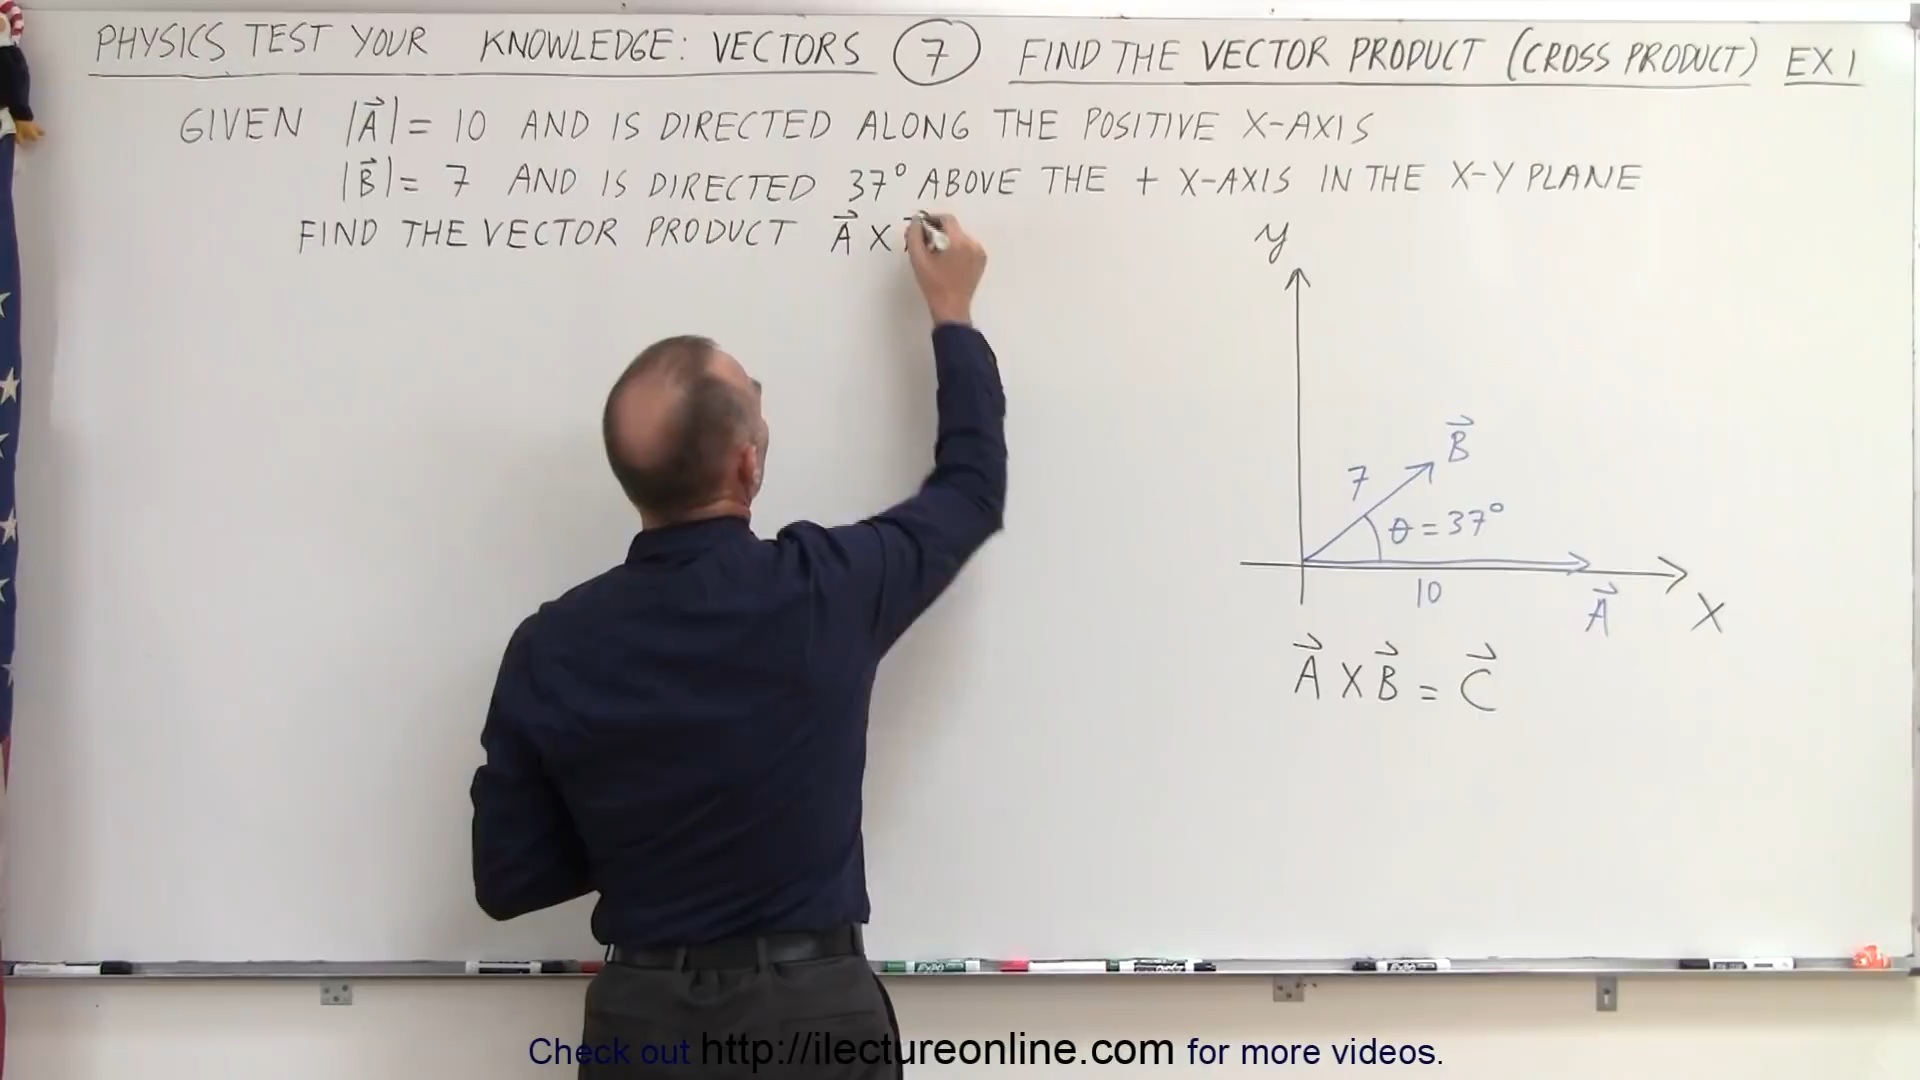 PHYSICS TEST YOUR KNOWLEDGE: VECTORS 7 FIND THE VECTOR PRODUCT (CROSS PRODUCT) EX 1
GIVEN |A⃗| = 10 AND IS DIRECTED ALONG THE POSITIVE X-AXIS
|B⃗| = 7 AND IS DIRECTED 37° ABOVE THE + X-AXIS IN THE X-Y PLANE
FIND THE VECTOR PRODUCT A⃗ X
y
B⃗
7
θ = 37°
10
A⃗
X
A⃗ X B⃗ = C⃗
EXPO
EXPO
Check out http://ilectureonline.com for more videos.